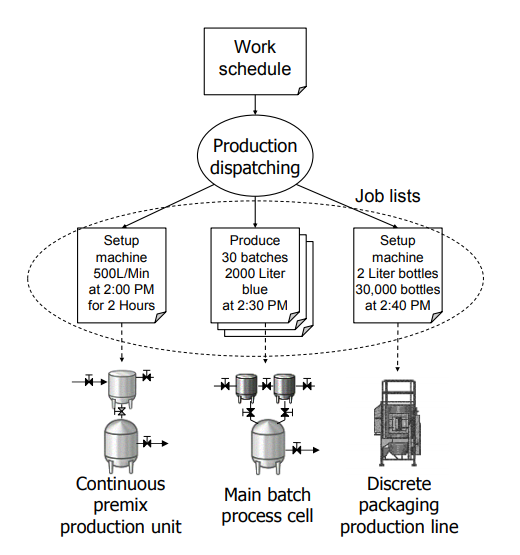 Work
schedule
Production
dispatching
Job lists
Setup
machine
500L/Min
at 2:00 PM
for 2 Hours
Produce
30 batches
2000 Liter
blue
at 2:30 PM
Setup
machine
2 Liter bottles
30,000 bottles
at 2:40 PM
Continuous
premix
production unit
Main batch
process cell
Discrete
packaging
production line